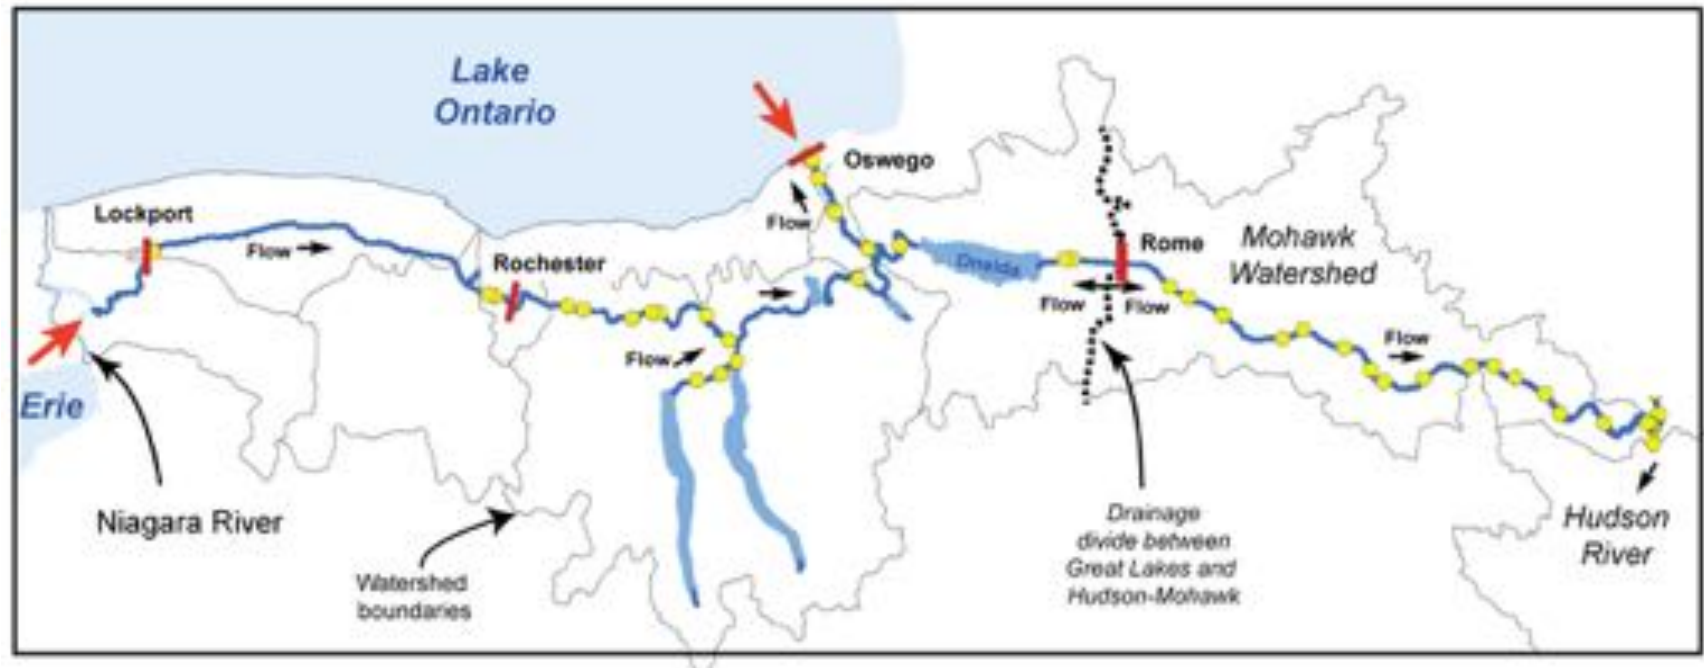 Lake
Ontario
Oswego
Lockport
Flow
Flow
Rochester
Oneida
Rome
Mohawk
Watershed
Flow
Flow
Flow
Flow
Erie
Niagara River
Watershed
boundaries
Drainage
divide between
Great Lakes and
Hudson-Mohawk
Hudson
River